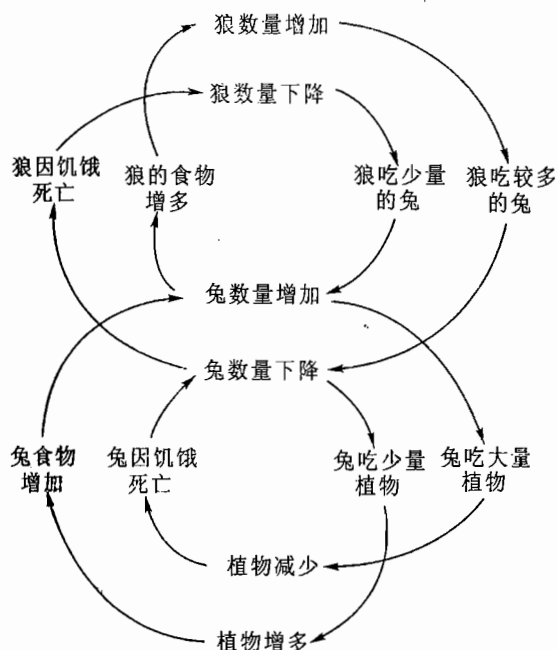 狼数量增加
狼数量下降
狼因饥饿
死亡
狼的食物
增多
狼吃少量
的兔
狼吃较多
的兔
兔数量增加
兔数量下降
兔食物
增加
兔因饥饿
死亡
兔吃少量
植物
兔吃大量
植物
植物减少
植物增多